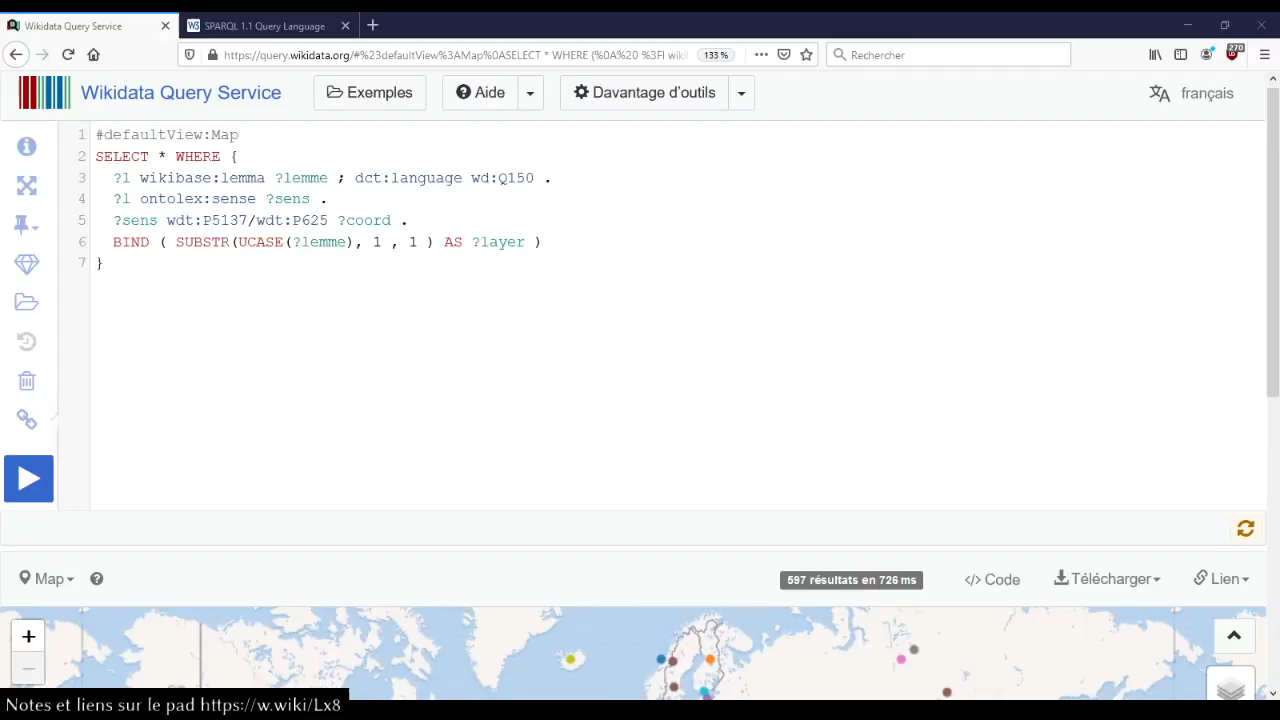 Wikidata Query Service
SPARQL 1.1 Query Language
https://query.wikidata.org/#%23defaultView%3AMap%0ASELECT * WHERE {%0A%20 %3Fl wiki
133 %
Rechercher
270
Wikidata Query Service
Exemples
Aide
Davantage d'outils
français
1 #defaultView:Map
2 SELECT * WHERE {
3 ?l wikibase:lemma ?lemme ; dct:language wd:Q150 .
4 ?l ontolex:sense ?sens .
5 ?sens wdt:P5137/wdt:P625 ?coord .
6 BIND ( SUBSTR(UCASE(?lemme), 1 , 1 ) AS ?layer )
7 }
Map
597 résultats en 726 ms
</> Code
Télécharger
Lien
+
−
Notes et liens sur le pad https://w.wiki/Lx8